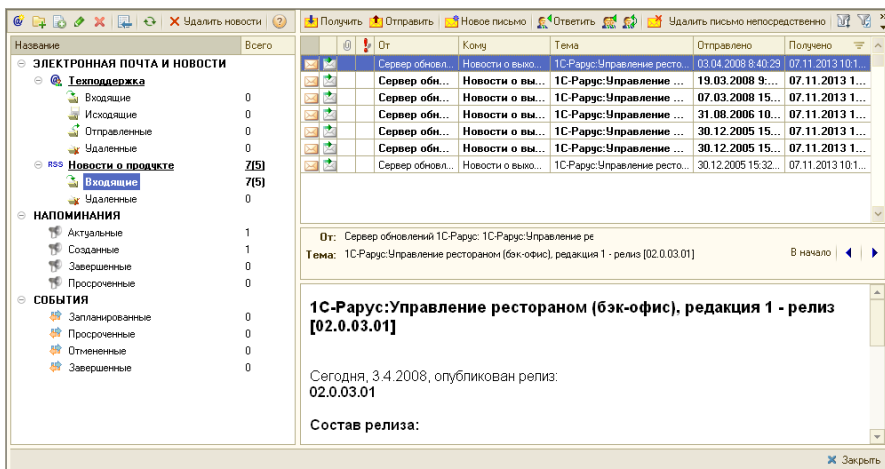 Удалить новости
Получить Отправить Новое письмо Ответить Удалить письмо непосредственно
Название Всего
ЭЛЕКТРОННАЯ ПОЧТА И НОВОСТИ
Техподдержка
Входящие 0
Исходящие 0
Отправленные 0
Удаленные 0
RSS Новости о продукте 7(5)
Входящие 7(5)
Удаленные 0
НАПОМИНАНИЯ
Актуальные 1
Созданные 1
Завершенные 0
Просроченные 0
СОБЫТИЯ
Запланированные 0
Просроченные 0
Отмененные 0
Завершенные 0
От Кому Тема Отправлено Получено
Сервер обновл... Новости о выхо... 1С-Рарус:Управление ресто... 03.04.2008 8:40:29 07.11.2013 10:1...
Сервер обн... Новости о вы... 1С-Рарус:Управление ... 19.03.2008 9:... 07.11.2013 1...
Сервер обн... Новости о вы... 1С-Рарус:Управление ... 07.03.2008 15... 07.11.2013 1...
Сервер обн... Новости о вы... 1С-Рарус:Управление ... 31.08.2006 10... 07.11.2013 1...
Сервер обн... Новости о вы... 1С-Рарус:Управление ... 30.12.2005 15... 07.11.2013 1...
Сервер обн... Новости о вы... 1С-Рарус:Управление ... 30.12.2005 15... 07.11.2013 1...
Сервер обновл... Новости о выхо... 1С-Рарус:Управление ресто... 30.12.2005 15:32... 07.11.2013 10:1...
От: Сервер обновлений 1С-Рарус: 1С-Рарус:Управление ре
Тема: 1С-Рарус:Управление рестораном (бэк-офис), редакция 1 - релиз [02.0.03.01] В начало
1С-Рарус:Управление рестораном (бэк-офис), редакция 1 - релиз
[02.0.03.01]
Сегодня, 3.4.2008, опубликован релиз:
02.0.03.01
Состав релиза:
Закрыть